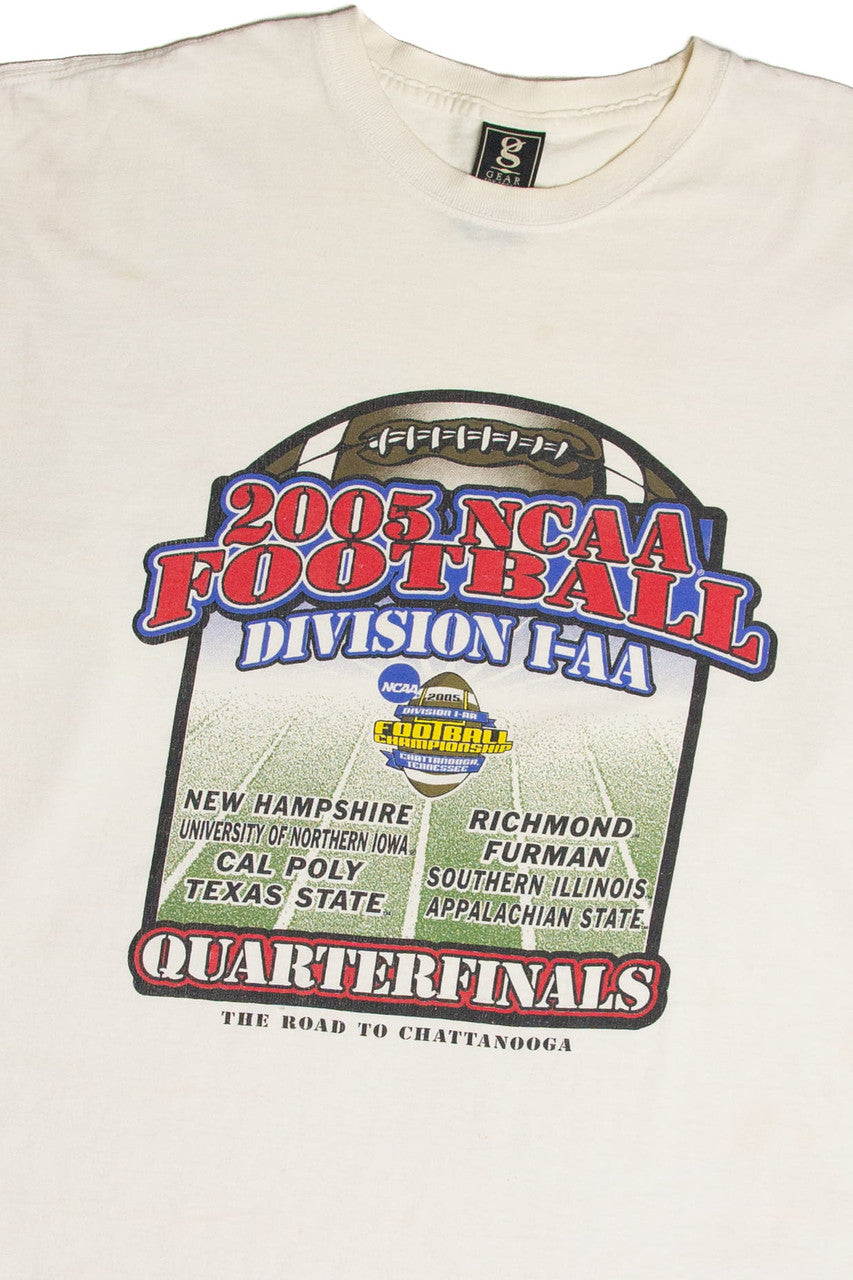 g
GEAR
2005 NCAA
FOOTBALL
DIVISION I-AA
NCAA
2005
DIVISION I-AA
FOOTBALL
CHAMPIONSHIP
CHATTANOOGA,
TENNESSEE
NEW HAMPSHIRE
UNIVERSITY OF NORTHERN IOWA
CAL POLY
TEXAS STATE
RICHMOND
FURMAN
SOUTHERN ILLINOIS
APPALACHIAN STATE
QUARTERFINALS
THE ROAD TO CHATTANOOGA